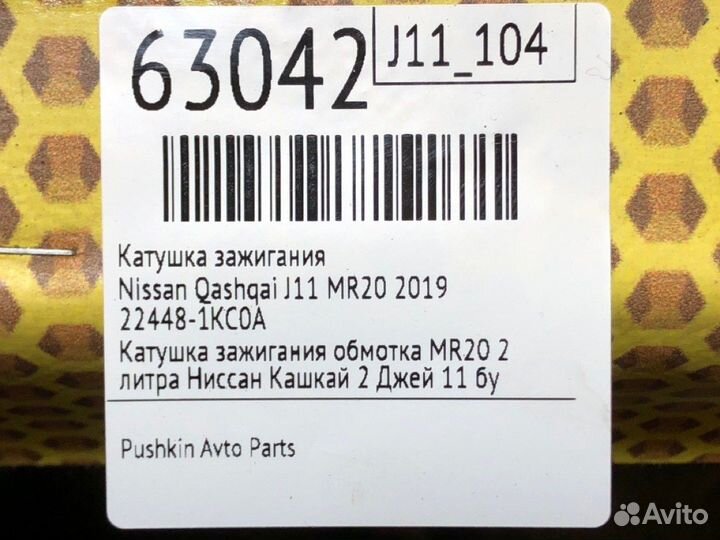 63042
J11_104
Катушка зажигания
Nissan Qashqai J11 MR20 2019
22448-1KC0A
Катушка зажигания обмотка MR20 2
литра Ниссан Кашкай 2 Джей 11 бу
Pushkin Avto Parts
Avito